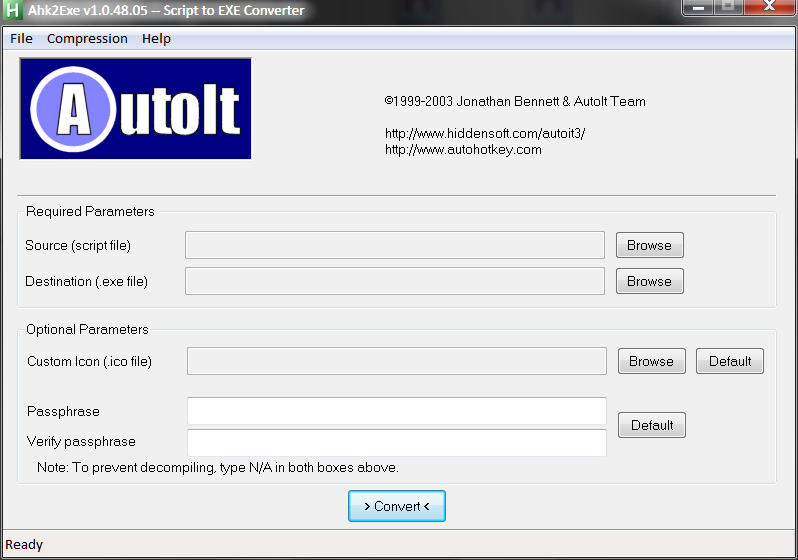 H Ahk2Exe v1.0.48.05 -- Script to EXE Converter
File Compression Help
AutoIt
©1999-2003 Jonathan Bennett & AutoIt Team
http://www.hiddensoft.com/autoit3/
http://www.autohotkey.com
Required Parameters
Source (script file) Browse
Destination (.exe file) Browse
Optional Parameters
Custom Icon (.ico file) Browse Default
Passphrase
Default
Verify passphrase
Note: To prevent decompiling, type N/A in both boxes above.
> Convert <
Ready